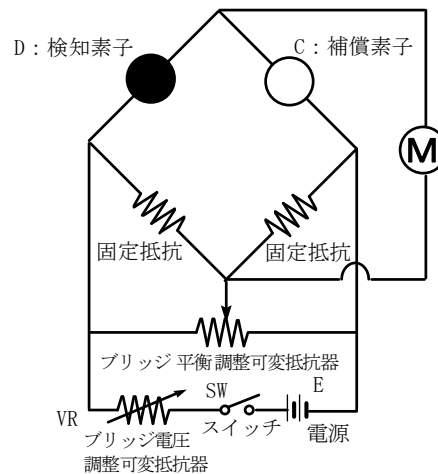 D：検知素子
C：補償素子
M
固定抵抗
固定抵抗
ブリッジ平衡調整可変抵抗器
SW
E
VR
スイッチ
電源
ブリッジ電圧
調整可変抵抗器